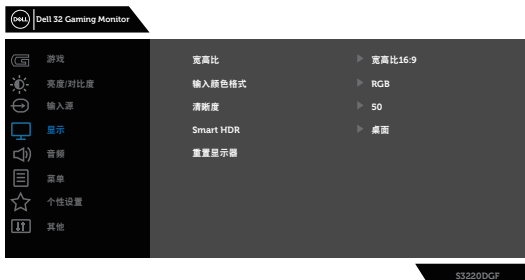 DELL Dell 32 Gaming Monitor
游戏
宽高比 宽高比16:9
亮度/对比度
输入颜色格式 RGB
输入源
清晰度 50
显示
Smart HDR 桌面
音频
重置显示器
菜单
个性设置
其他
S3220DGF